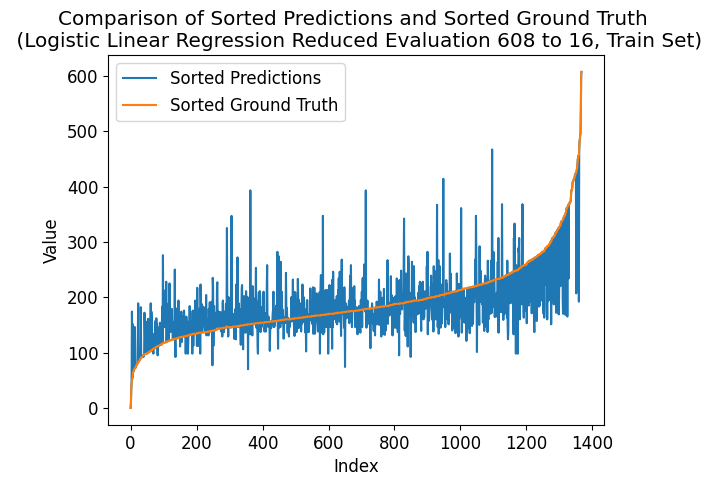 Comparison of Sorted Predictions and Sorted Ground Truth
(Logistic Linear Regression Reduced Evaluation 608 to 16, Train Set)
Sorted Predictions
Sorted Ground Truth
600
500
400
300
200
100
0
Value
0 200 400 600 800 1000 1200 1400
Index